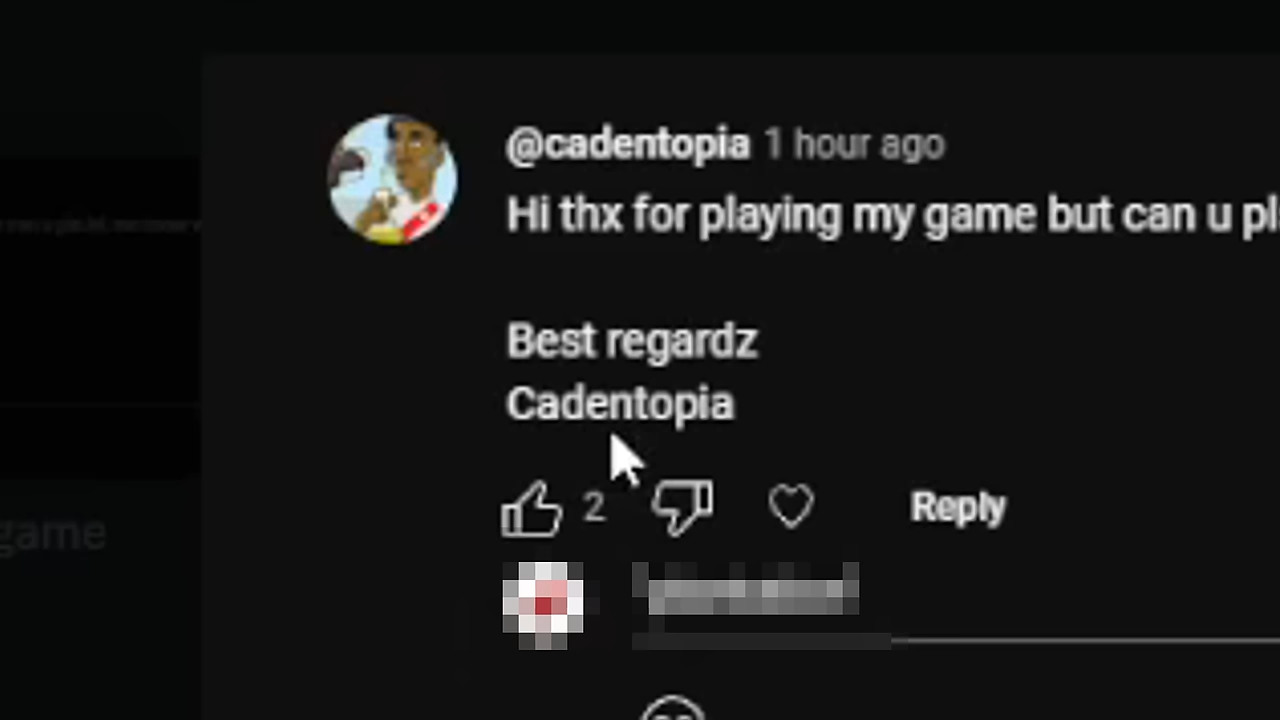 @cadentopia 1 hour ago
Hi thx for playing my game but can u pl
Best regardz
Cadentopia
2
Reply
game